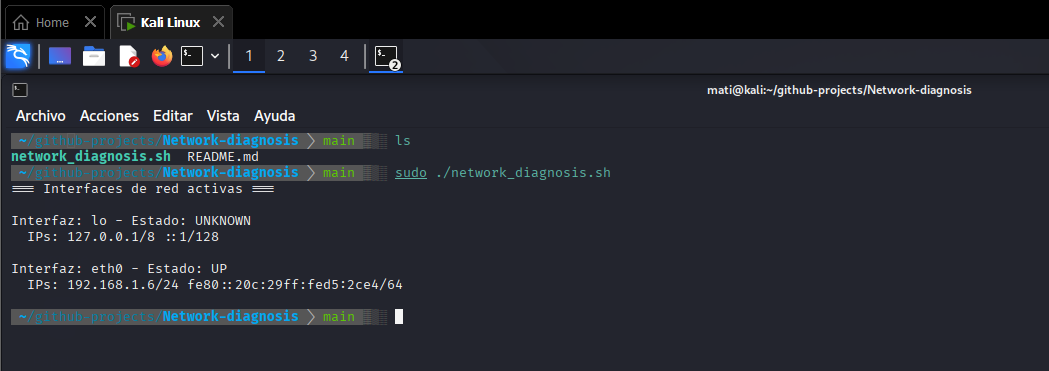 Home
Kali Linux
1 2 3 4
2
mati@kali:~/github-projects/Network-diagnosis
Archivo Acciones Editar Vista Ayuda
~/github-projects/Network-diagnosis main ls
network_diagnosis.sh README.md
~/github-projects/Network-diagnosis main sudo ./network_diagnosis.sh
=== Interfaces de red activas ===
Interfaz: lo - Estado: UNKNOWN
IPs: 127.0.0.1/8 ::1/128
Interfaz: eth0 - Estado: UP
IPs: 192.168.1.6/24 fe80::20c:29ff:fed5:2ce4/64
~/github-projects/Network-diagnosis main